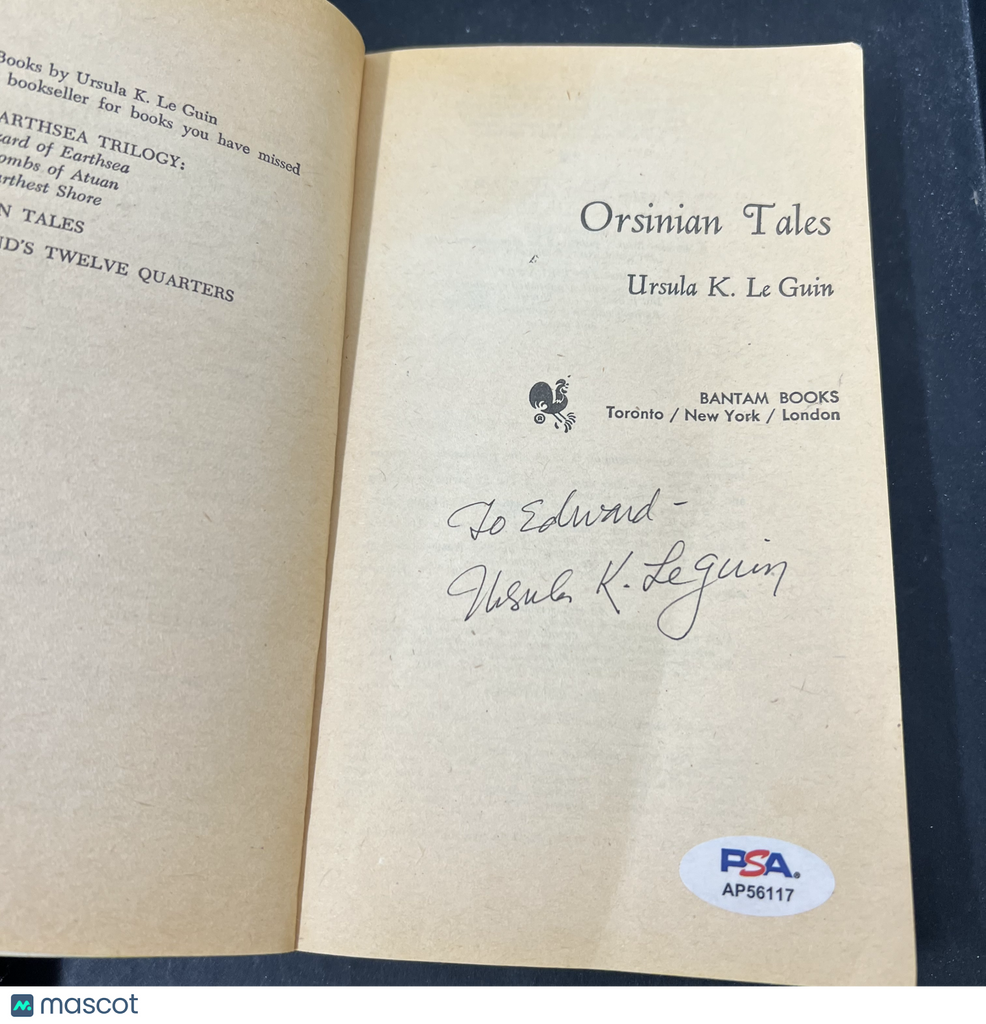 Books by Ursula K. Le Guin
bookseller for books you have missed
EARTHSEA TRILOGY:
of Earthsea
of Atuan
Shore
TALES
TWELVE QUARTERS
Orsinian Tales
Ursula K. Le Guin
BANTAM BOOKS
Toronto / New York / London
®
To Edward –
Ursula K. Le Guin
PSA®
AP56117
mascot